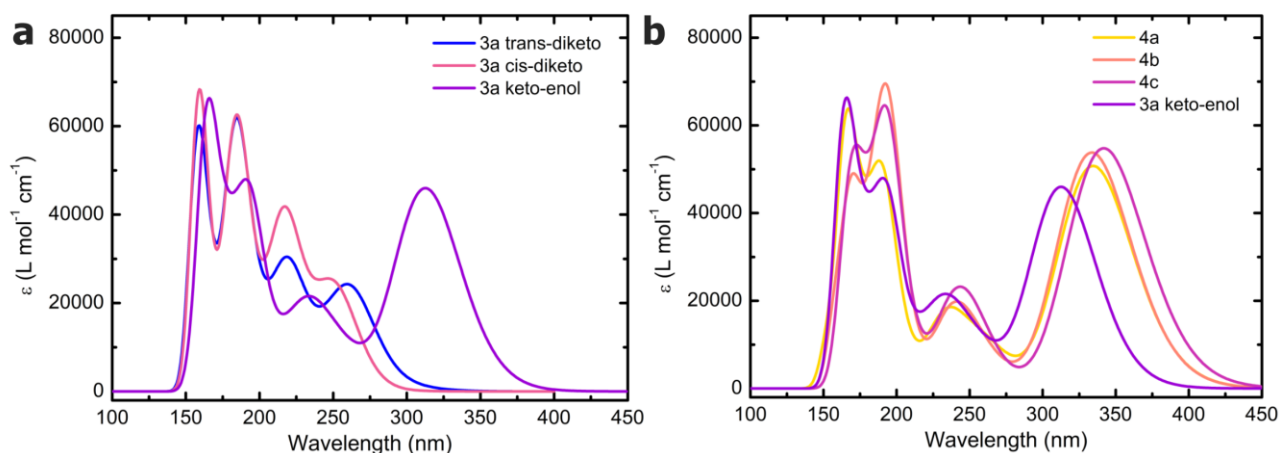 a
3a trans-diketo
3a cis-diketo
3a keto-enol
80000
60000
40000
20000
0
ε (L mol⁻¹ cm⁻¹)
100 150 200 250 300 350 400 450
Wavelength (nm)
b
4a
4b
4c
3a keto-enol
80000
60000
40000
20000
0
ε (L mol⁻¹ cm⁻¹)
100 150 200 250 300 350 400 450
Wavelength (nm)